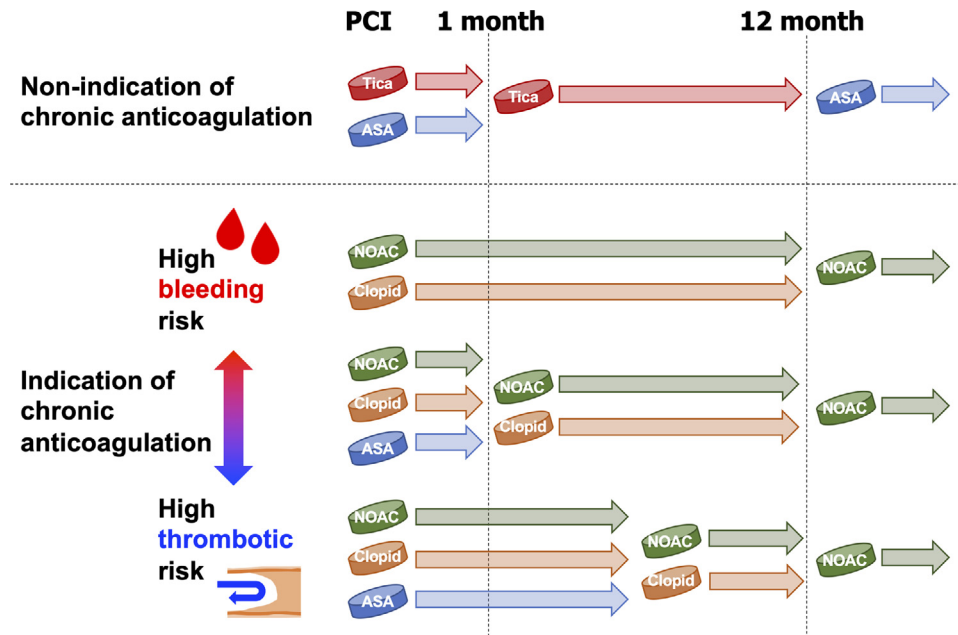 PCI 1 month 12 month
Non-indication of
chronic anticoagulation
Tica
ASA
Tica
ASA
High
bleeding
risk
NOAC
Clopid
NOAC
Indication of
chronic
anticoagulation
NOAC
Clopid
ASA
NOAC
Clopid
NOAC
High
thrombotic
risk
NOAC
Clopid
ASA
NOAC
Clopid
NOAC